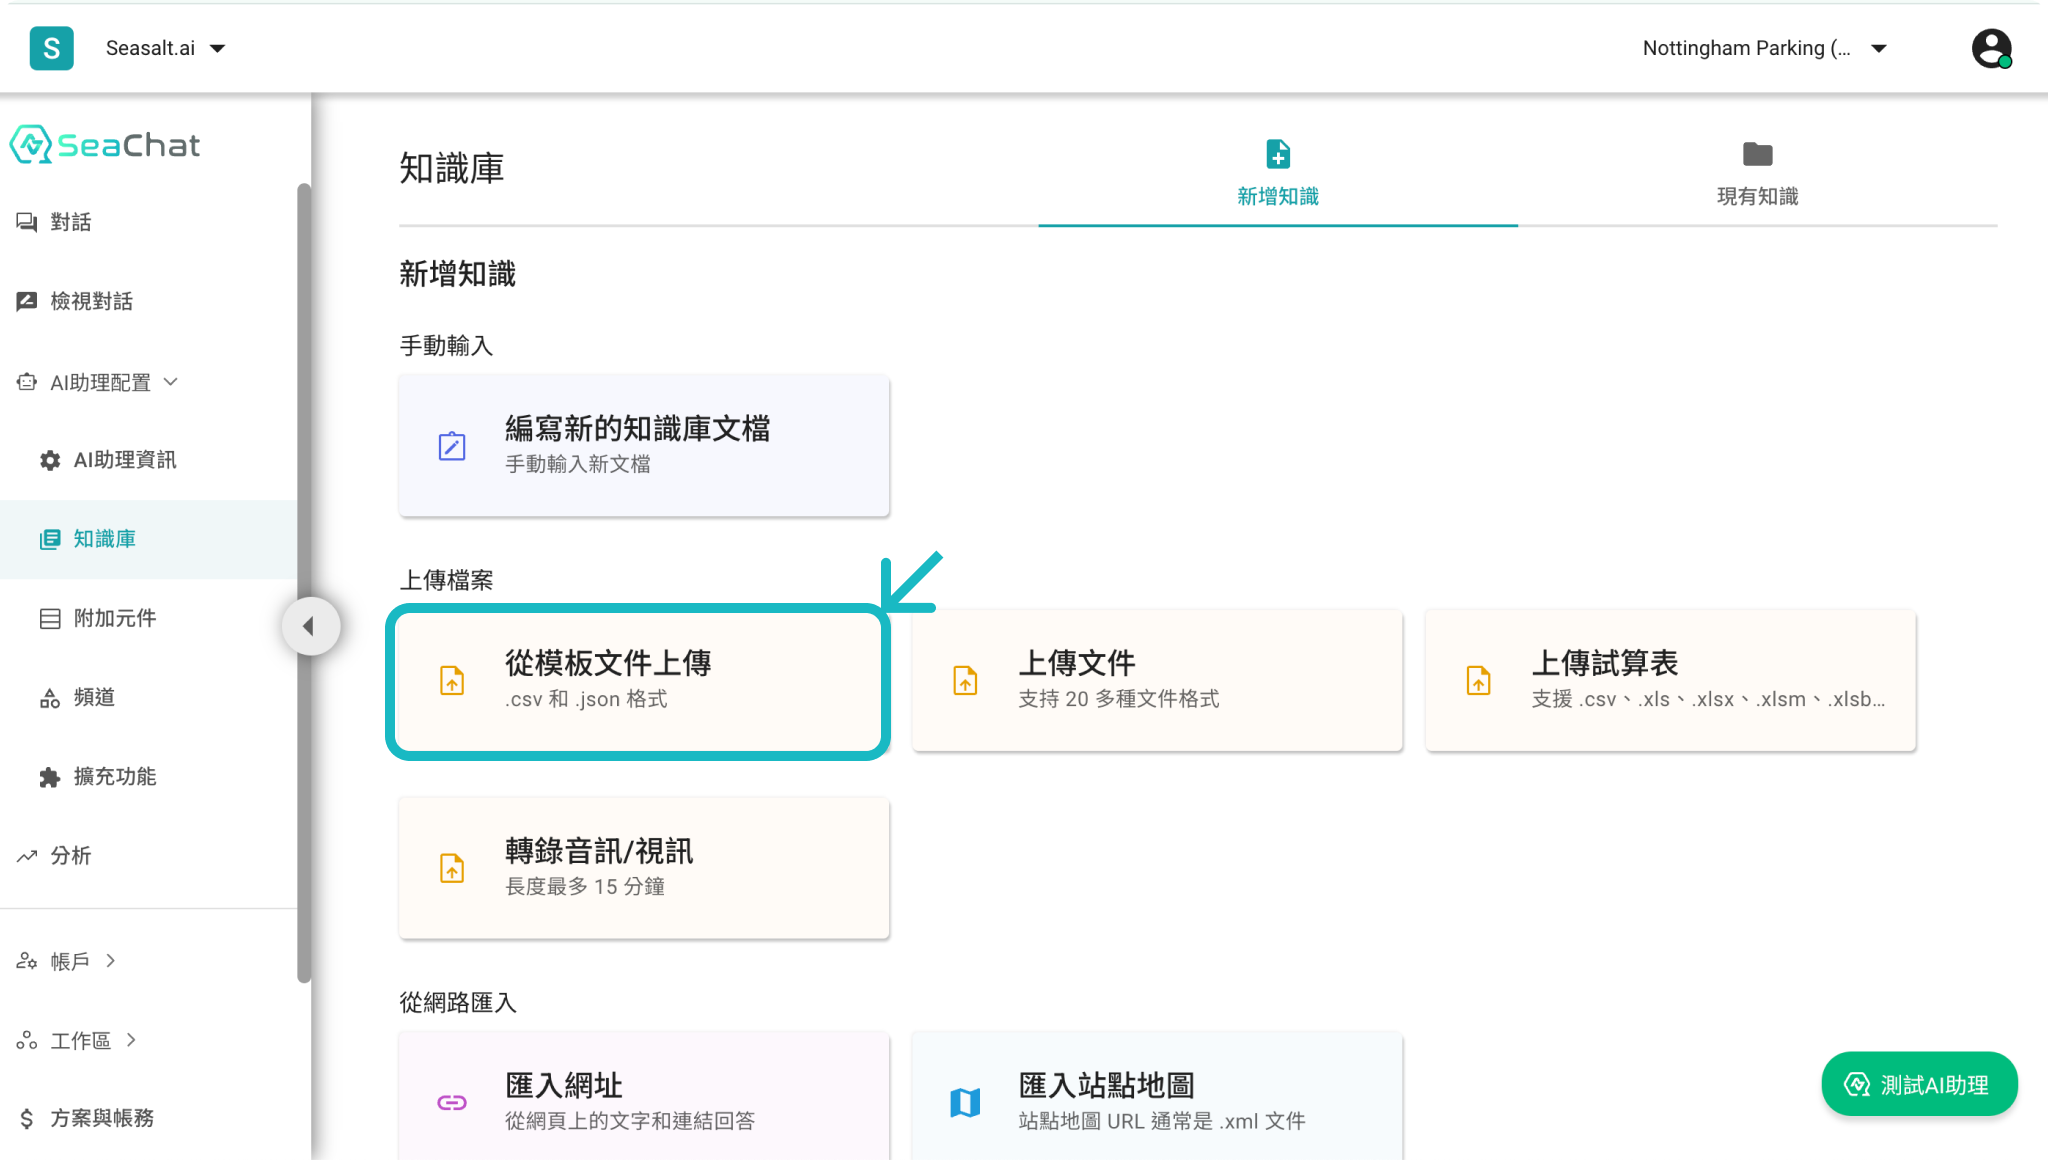 S
Seasalt.ai
Nottingham Parking (...
SeaChat
對話
檢視對話
AI助理配置
AI助理資訊
知識庫
附加元件
頻道
擴充功能
分析
帳戶
工作區
方案與帳務
知識庫
新增知識
現有知識
新增知識
手動輸入
編寫新的知識庫文檔
手動輸入新文檔
上傳檔案
從模板文件上傳
.csv 和 .json 格式
上傳文件
支持 20 多種文件格式
上傳試算表
支援 .csv、.xls、.xlsx、.xlsm、.xlsb...
轉錄音訊/視訊
長度最多 15 分鐘
從網路匯入
匯入網址
從網頁上的文字和連結回答
匯入站點地圖
站點地圖 URL 通常是 .xml 文件
測試AI助理